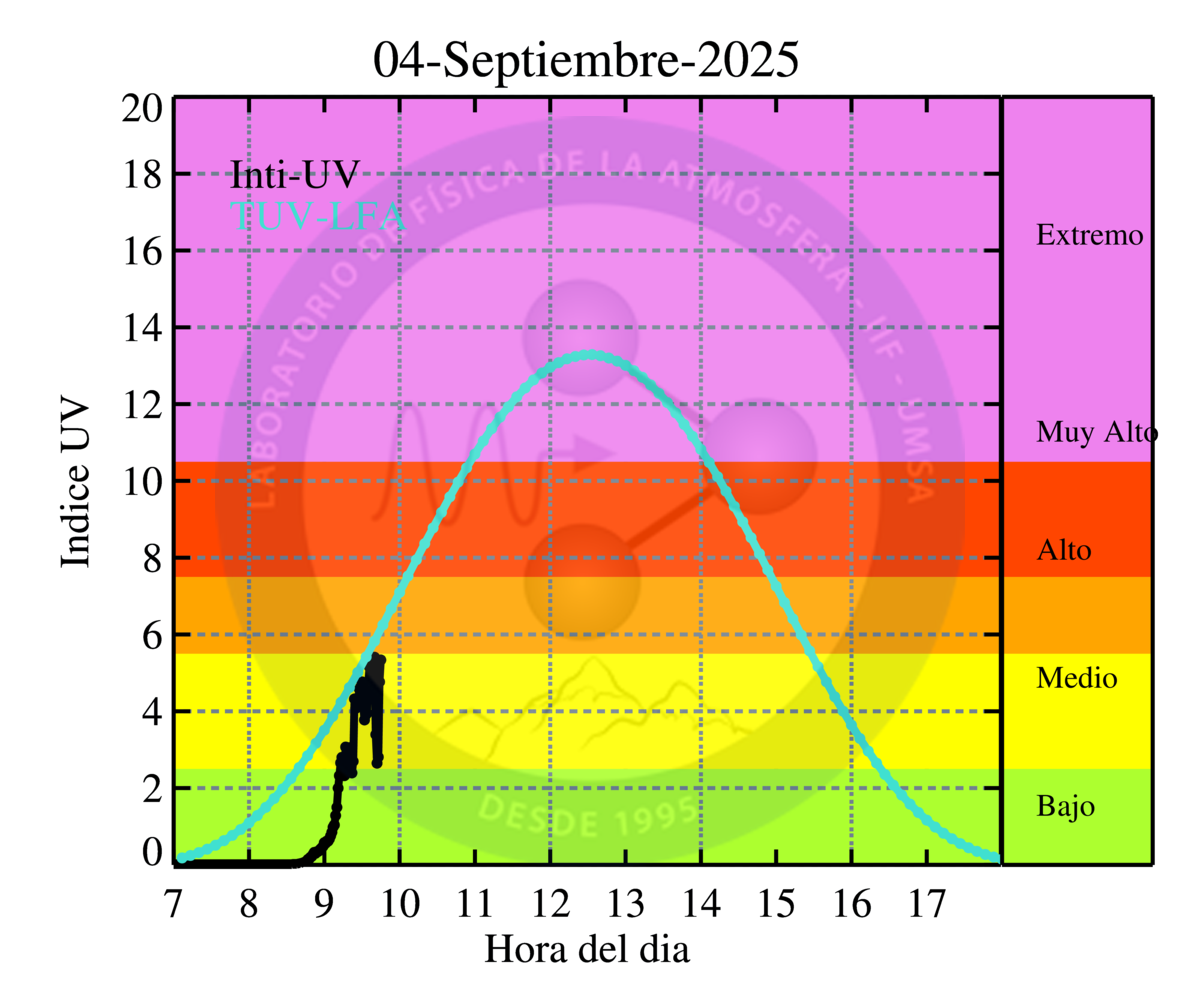 04-Septiembre-2025
Indice UV
20
18
16
14
12
10
8
6
4
2
0
Inti-UV
TUV-LFA
LABORATORIO DE FÍSICA DE LA ATMÓSFERA - IIF - UMSA
DESDE 1995
Extremo
Muy Alto
Alto
Medio
Bajo
7 8 9 10 11 12 13 14 15 16 17
Hora del dia